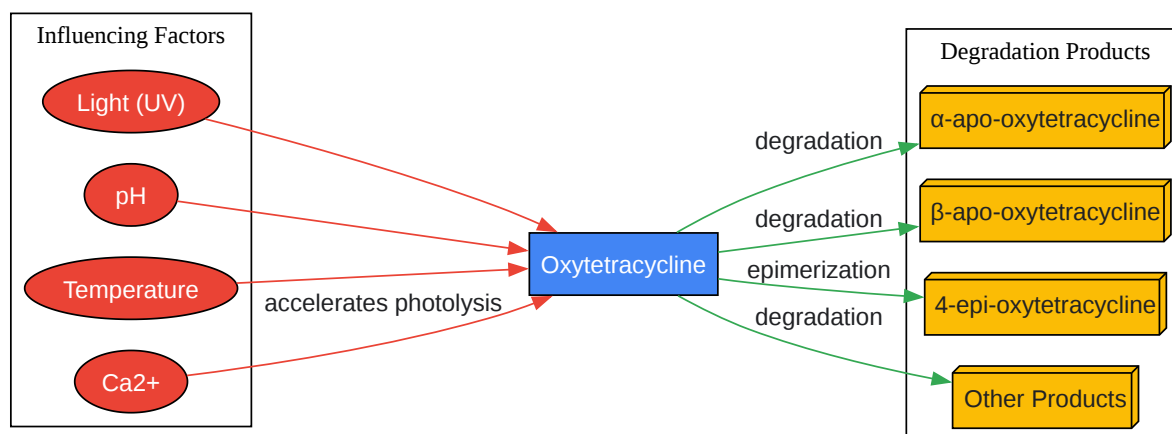 Influencing Factors
Light (UV)
pH
Temperature
Ca2+
accelerates photolysis
Oxytetracycline
degradation
degradation
epimerization
degradation
Degradation Products
α-apo-oxytetracycline
β-apo-oxytetracycline
4-epi-oxytetracycline
Other Products